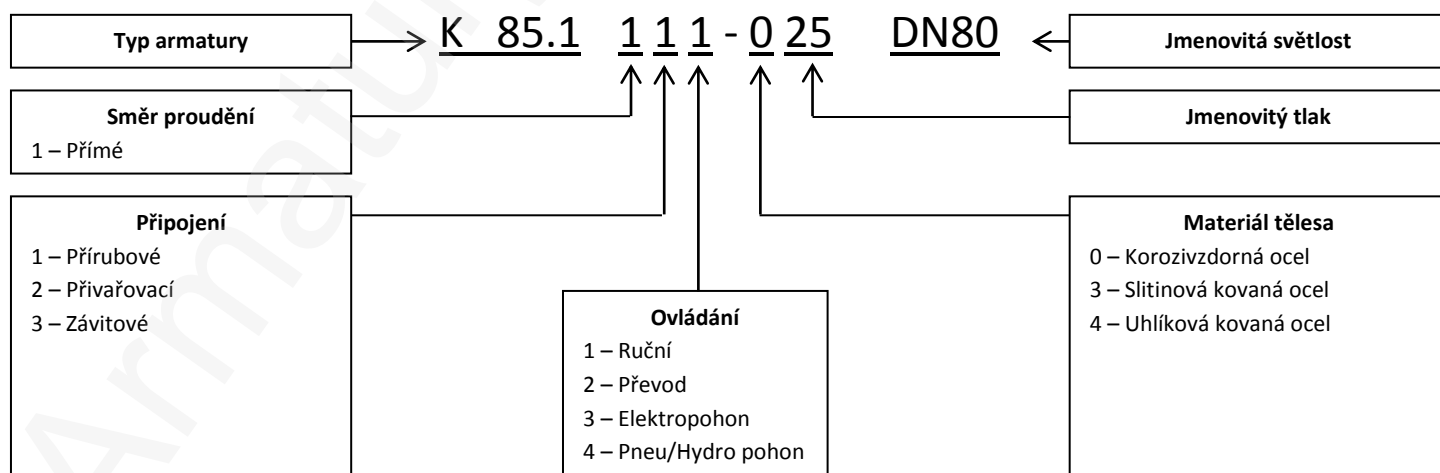 Typ armatury
K 85.1 1 1 1 - 0 25 DN80
Jmenovitá světlost
Směr proudění
1 – Přímé
Jmenovitý tlak
Připojení
1 – Přírubové
2 – Přivařovací
3 – Závitové
Ovládání
1 – Ruční
2 – Převod
3 – Elektropohon
4 – Pneu/Hydro pohon
Materiál tělesa
0 – Korozivzdorná ocel
3 – Slitinová kovaná ocel
4 – Uhlíková kovaná ocel
Armatur